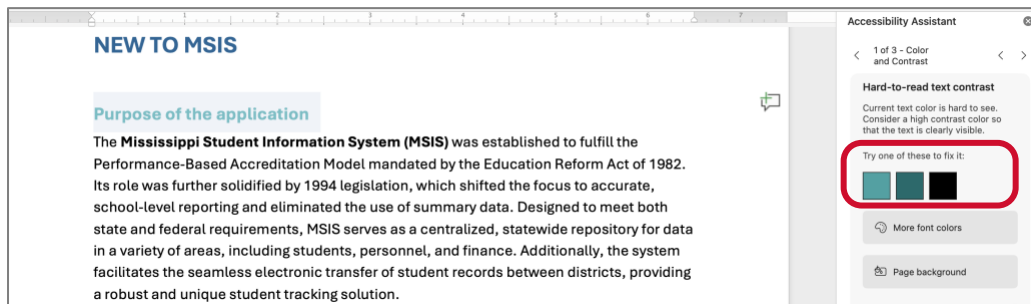 1 2 3 4 5 6 7
NEW TO MSIS
Purpose of the application
The Mississippi Student Information System (MSIS) was established to fulfill the
Performance-Based Accreditation Model mandated by the Education Reform Act of 1982.
Its role was further solidified by 1994 legislation, which shifted the focus to accurate,
school-level reporting and eliminated the use of summary data. Designed to meet both
state and federal requirements, MSIS serves as a centralized, statewide repository for data
in a variety of areas, including students, personnel, and finance. Additionally, the system
facilitates the seamless electronic transfer of student records between districts, providing
a robust and unique student tracking solution.
Accessibility Assistant
1 of 3 - Color
and Contrast
Hard-to-read text contrast
Current text color is hard to see.
Consider a high contrast color so
that the text is clearly visible.
Try one of these to fix it:
More font colors
Page background